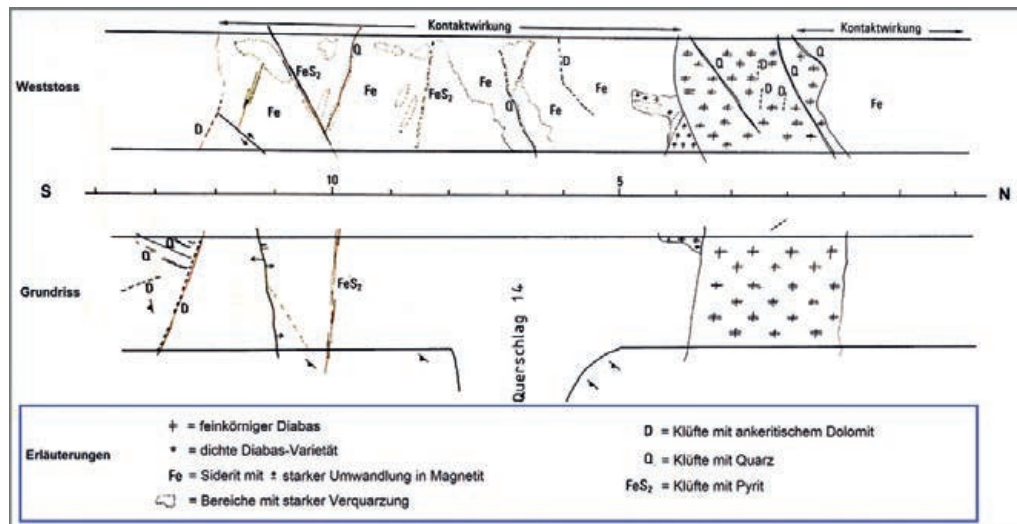 Kontaktwirkung
Kontaktwirkung
Weststoss
D
FeS₂
Fe
Q
Fe
FeS₂
Fe
Q
Fe
D
Fe
Q
D
D
Q
Fe
S
10
5
N
Grundriss
D
Q
D
D
FeS₂
Querschlag 14
Erläuterungen
= feinkörniger Diabas
= dichte Diabas-Varietät
Fe = Siderit mit ± starker Umwandlung in Magnetit
= Bereiche mit starker Verquarzung
D = Klüfte mit ankeritischem Dolomit
Q = Klüfte mit Quarz
FeS₂ = Klüfte mit Pyrit